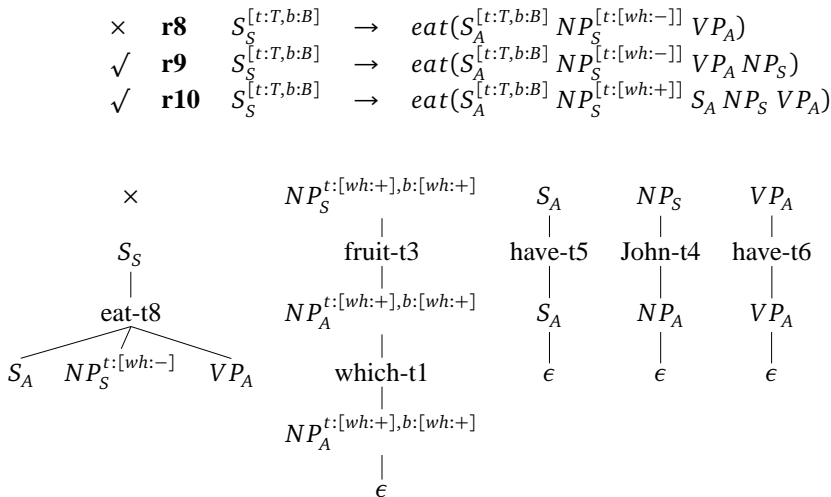 × r8 S_S^{[t:T,b:B]} → eat(S_A^{[t:T,b:B]} NP_S^{[t:[wh:−]]} VP_A)
√ r9 S_S^{[t:T,b:B]} → eat(S_A^{[t:T,b:B]} NP_S^{[t:[wh:−]]} VP_A NP_S)
√ r10 S_S^{[t:T,b:B]} → eat(S_A^{[t:T,b:B]} NP_S^{[t:[wh:+]]} S_A NP_S VP_A)
× NP_S^{t:[wh:+],b:[wh:+]} S_A NP_S VP_A
S_S fruit-t3 have-t5 John-t4 have-t6
eat-t8 NP_A^{t:[wh:+],b:[wh:+]} S_A NP_A VP_A
S_A NP_S^{t:[wh:−]} VP_A which-t1 ϵ ϵ ϵ
NP_A^{t:[wh:+],b:[wh:+]}
ϵ